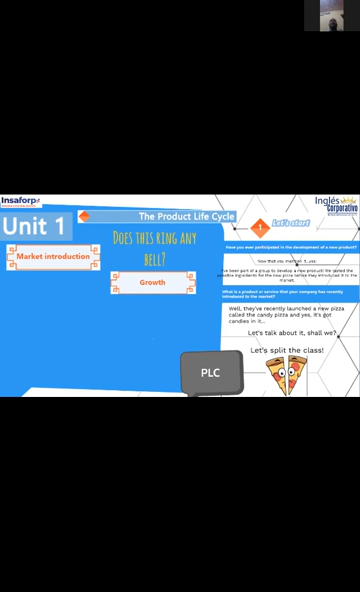 Insaforp
Inglés
Corporativo
Unit 1
The Product Life Cycle
1
Let's start
Does this ring any
bell?
Market introduction
Growth
PLC
Have you ever participated in the development of a new product?
Now that you mention it, yes:
I've been part of a group to develop a new product! We tasted the
possible ingredients for the new pizza before they introduced it to the
market.
What is a product or service that your company has recently
introduced to the market?
Well, they've recently launched a new pizza
called the candy pizza and yes, it's got
candies in it...
Let's talk about it, shall we?
Let's split the class!